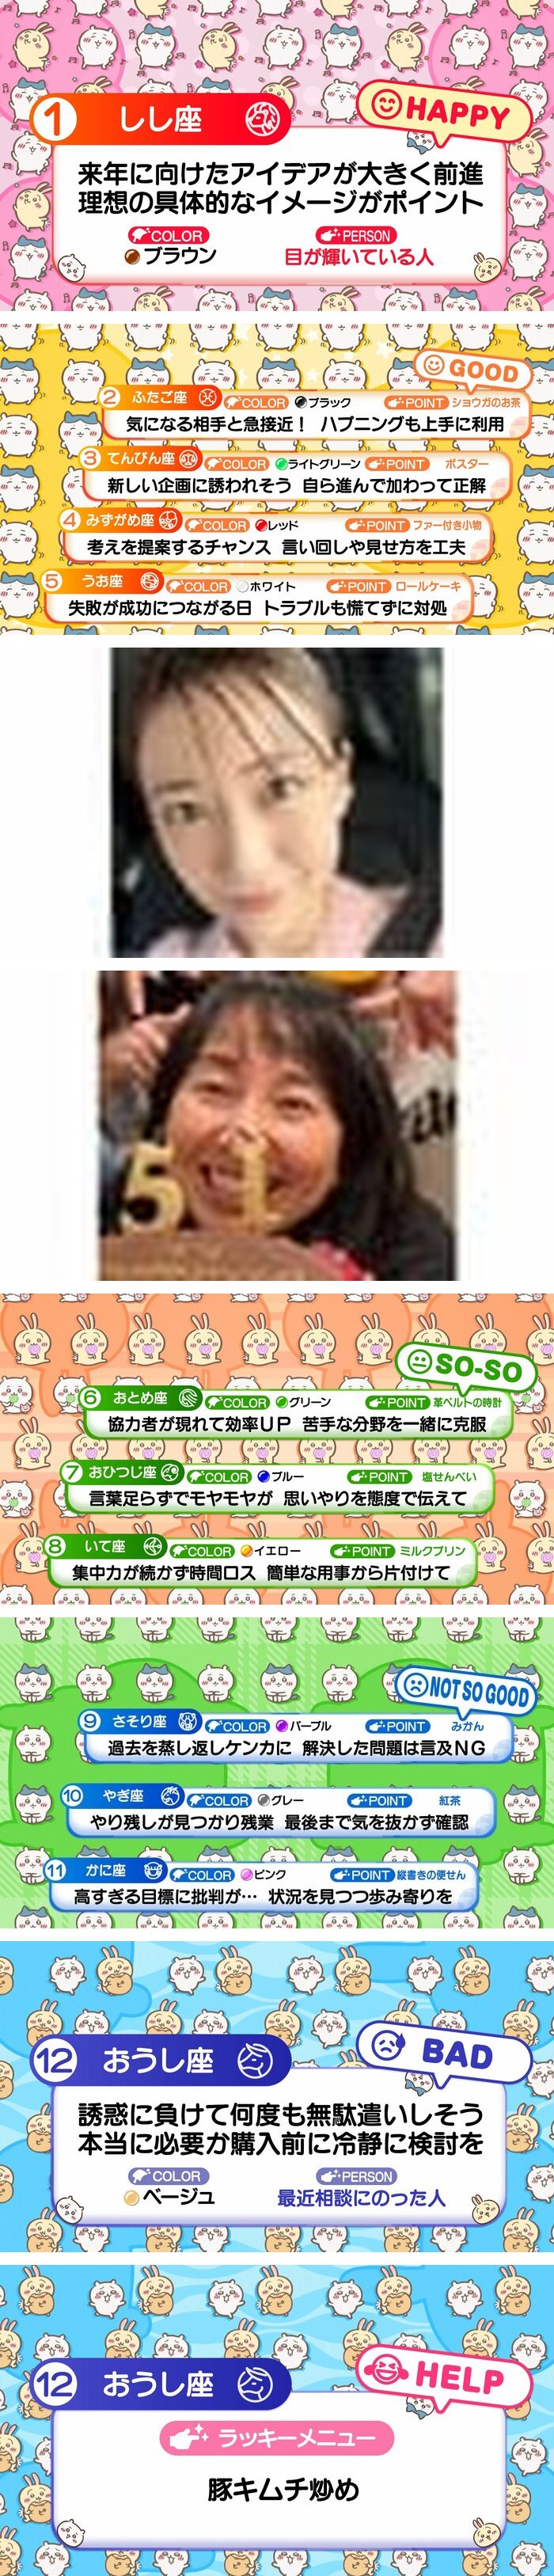 1 しし座
HAPPY
来年に向けたアイデアが大きく前進
理想の具体的なイメージがポイント
COLOR PERSON
ブラウン 目が輝いている人
GOOD
2 ふたご座 COLOR ブラック POINT ショウガのお茶
気になる相手と急接近! ハプニングも上手に利用
3 てんびん座 COLOR ライトグリーン POINT ポスター
新しい企画に誘われそう 自ら進んで加わって正解
4 みずがめ座 COLOR レッド POINT ファー付き小物
考えを提案するチャンス 言い回しや見せ方を工夫
5 うお座 COLOR ホワイト POINT ロールケーキ
失敗が成功につながる日 トラブルも慌てずに対処
51
SO-SO
6 おとめ座 COLOR グリーン POINT 革ベルトの時計
協力者が現れて効率UP 苦手な分野を一緒に克服
7 おひつじ座 COLOR ブルー POINT 塩せんべい
言葉足らずでモヤモヤが 思いやりを態度で伝えて
8 いて座 COLOR イエロー POINT ミルクプリン
集中力が続かず時間ロス 簡単な用事から片付けて
NOT SO GOOD
9 さそり座 COLOR パープル POINT みかん
過去を蒸し返しケンカに 解決した問題は言及NG
10 やぎ座 COLOR グレー POINT 紅茶
やり残しが見つかり残業 最後まで気を抜かず確認
11 かに座 COLOR ピンク POINT 縦書きの便せん
高すぎる目標に批判が… 状況を見つつ歩み寄りを
12 おうし座
BAD
誘惑に負けて何度も無駄遣いしそう
本当に必要か購入前に冷静に検討を
COLOR PERSON
ベージュ 最近相談にのった人
12 おうし座
HELP
ラッキーメニュー
豚キムチ炒め